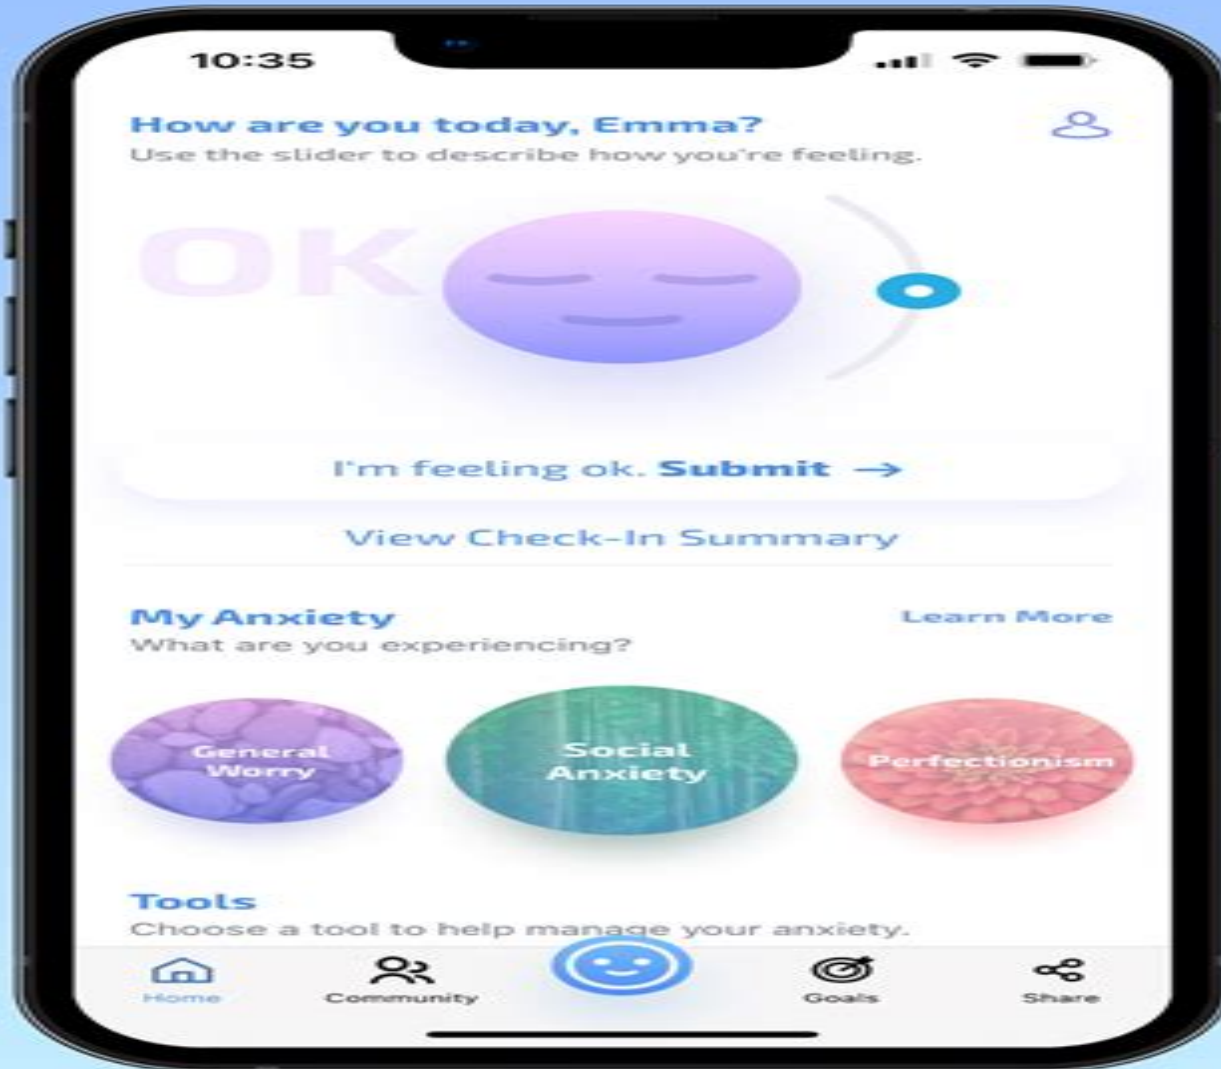 10:35
How are you today, Emma?
Use the slider to describe how you're feeling.
OK
I'm feeling ok. Submit →
View Check-In Summary
My Anxiety
Learn More
What are you experiencing?
General
Worry
Social
Anxiety
Perfectionism
Tools
Choose a tool to help manage your anxiety.
Home
Community
Goals
Share